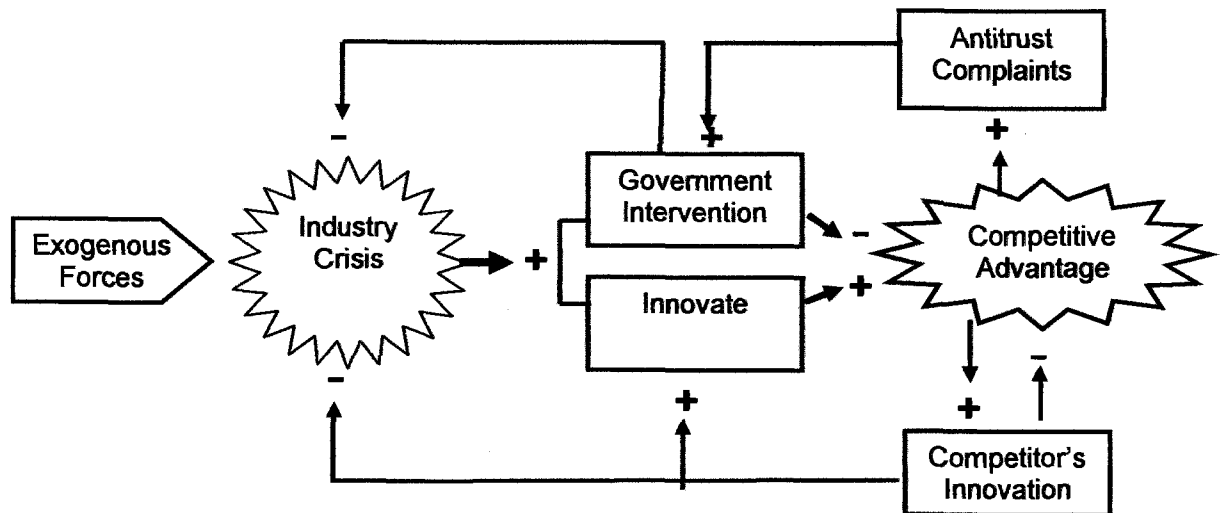 Antitrust
Complaints
-
+
+
Government
Intervention
Industry
Crisis
Exogenous
Forces
+
-
Competitive
Advantage
+
Innovate
-
+
-
+
Competitor's
Innovation